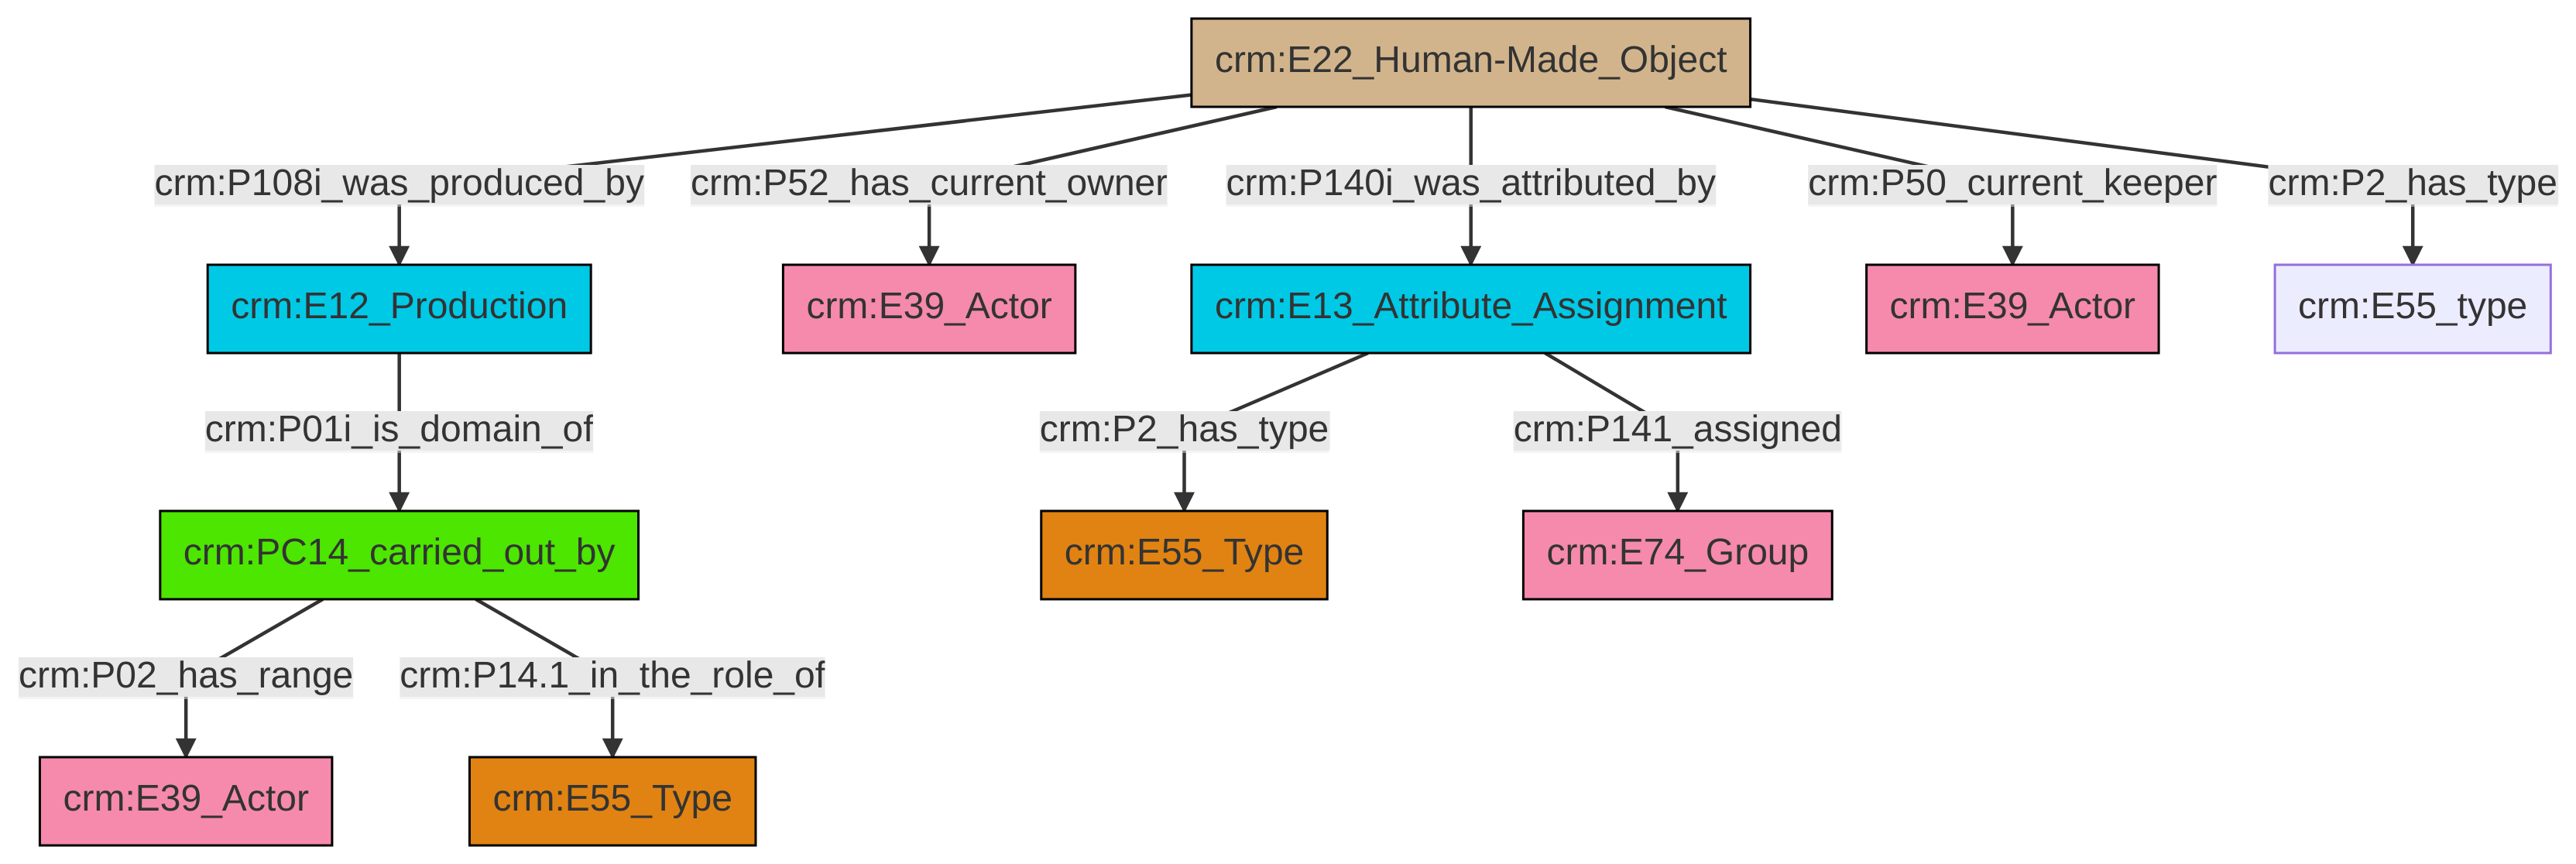 crm:E22_Human-Made_Object
crm:P108i_was_produced_by
crm:P52_has_current_owner
crm:P140i_was_attributed_by
crm:P50_current_keeper
crm:P2_has_type
crm:E12_Production
crm:E39_Actor
crm:E13_Attribute_Assignment
crm:E39_Actor
crm:E55_type
crm:P01i_is_domain_of
crm:P2_has_type
crm:P141_assigned
crm:PC14_carried_out_by
crm:E55_Type
crm:E74_Group
crm:P02_has_range
crm:P14.1_in_the_role_of
crm:E39_Actor
crm:E55_Type